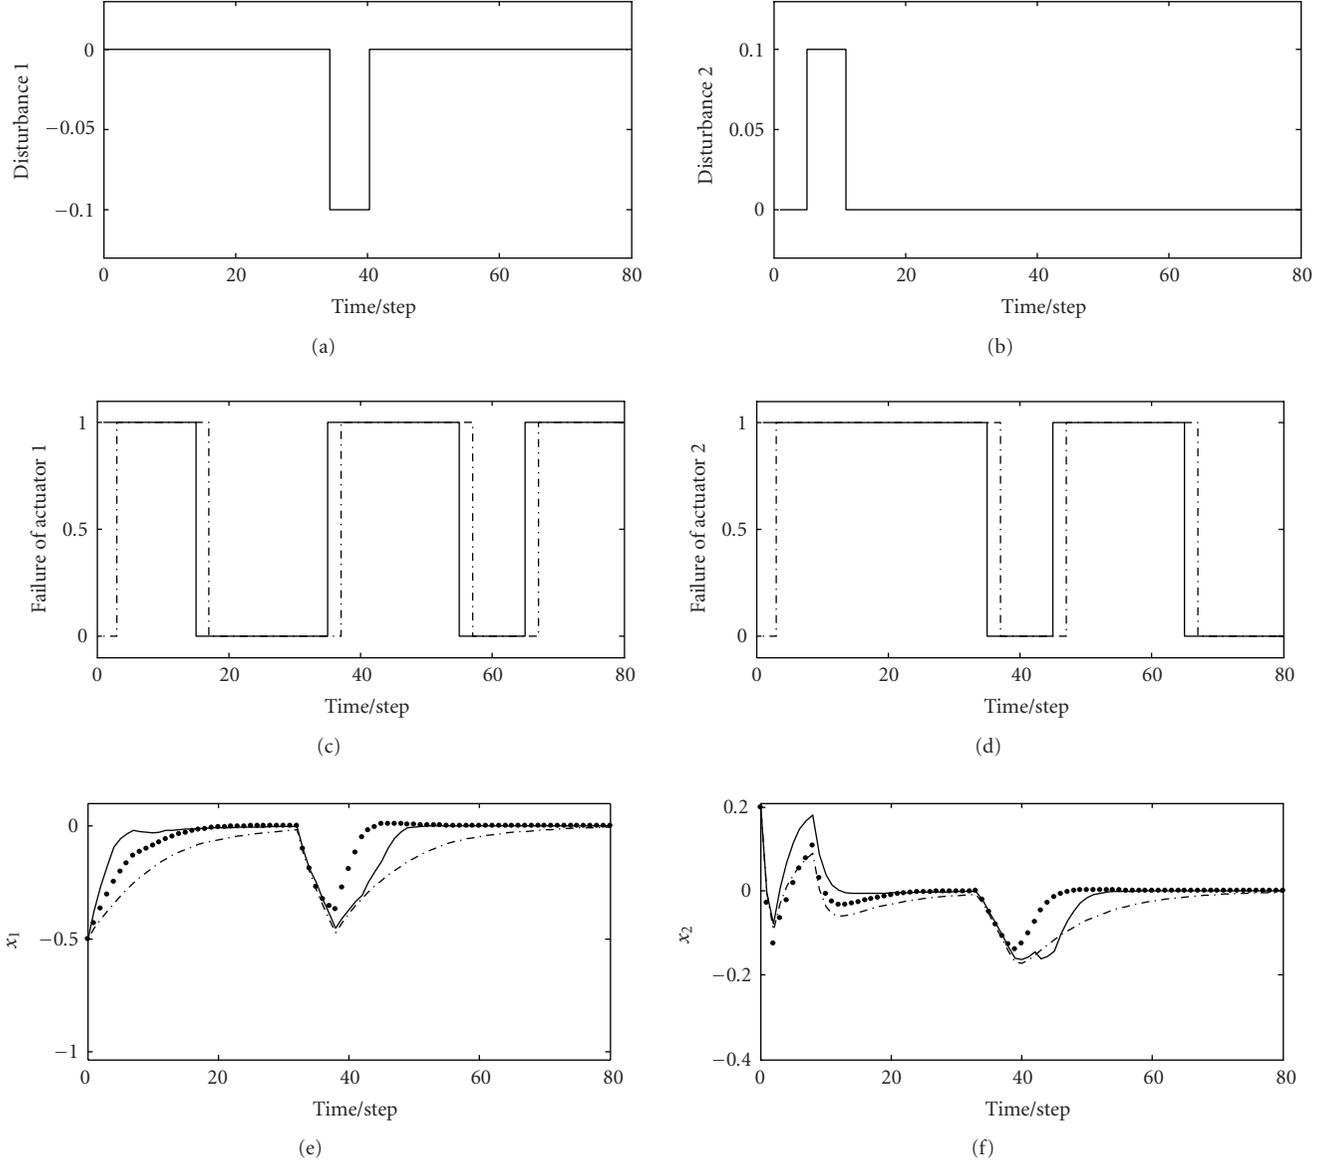 Disturbance 1
0
−0.05
−0.1
0 20 40 60 80
Time/step
(a)
Disturbance 2
0.1
0.05
0
0 20 40 60 80
Time/step
(b)
Failure of actuator 1
1
0.5
0
0 20 40 60 80
Time/step
(c)
Failure of actuator 2
1
0.5
0
0 20 40 60 80
Time/step
(d)
x₁
0
−0.5
−1
0 20 40 60 80
Time/step
(e)
x₂
0.2
0
−0.2
−0.4
0 20 40 60 80
Time/step
(f)